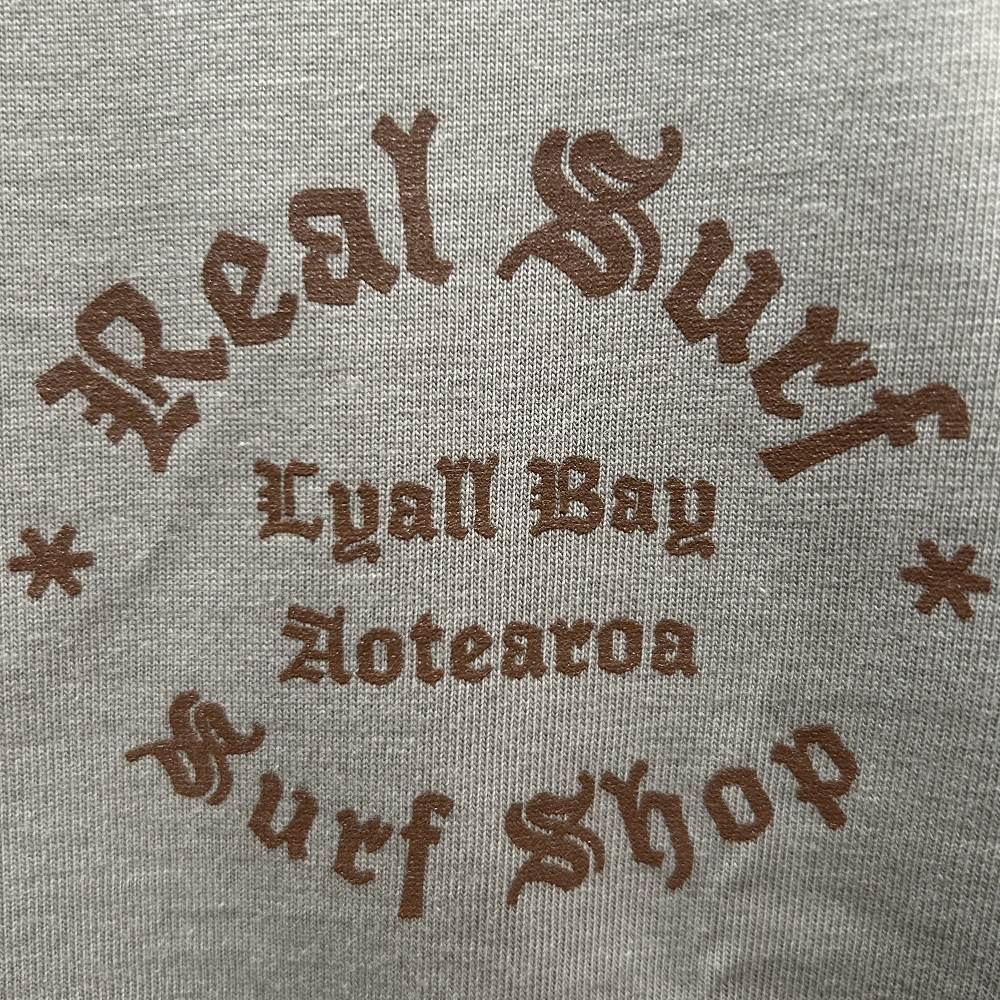 Real Surf
Lyall Bay
* *
Aotearoa
Surf Shop